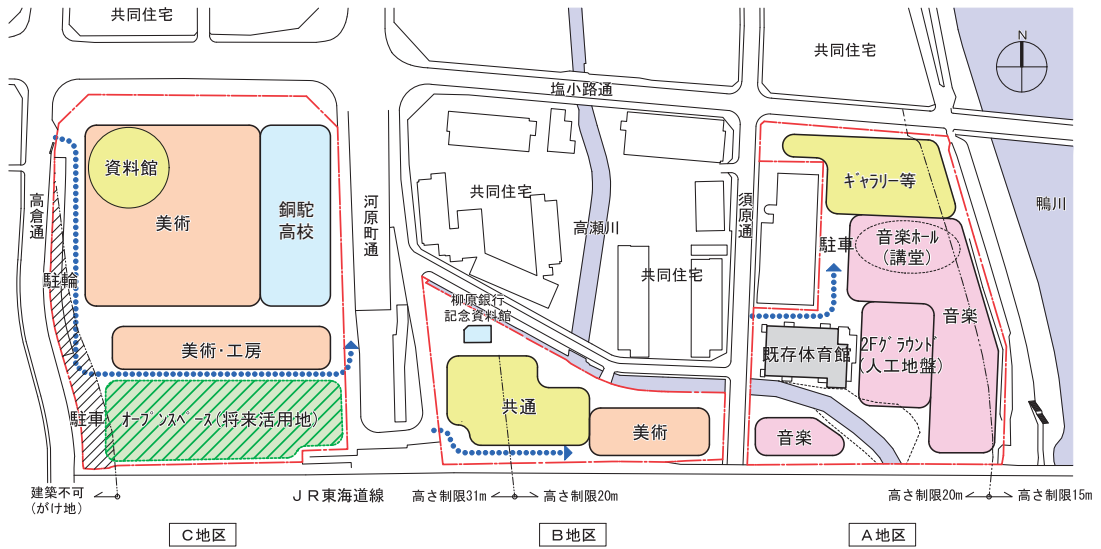 共同住宅
共同住宅
N
塩小路通
資料館
美術
銅駝
高校
高倉通
駐輪
河原町通
共同住宅
高瀬川
共同住宅
須原通
ギャラリー等
鴨川
駐車
音楽ホール
(講堂)
音楽
柳原銀行
記念資料館
美術・工房
既存体育館
2Fグラウンド
(人工地盤)
駐車
オープンスペース(将来活用地)
共通
美術
音楽
建築不可
(がけ地)
JR東海道線
高さ制限31m
高さ制限20m
高さ制限20m
高さ制限15m
C地区
B地区
A地区